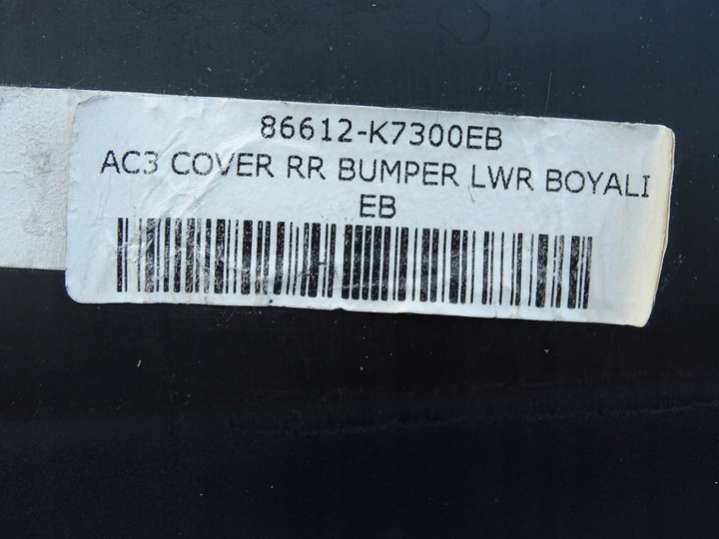 86612-K7300EB
AC3 COVER RR BUMPER LWR BOYALI
EB